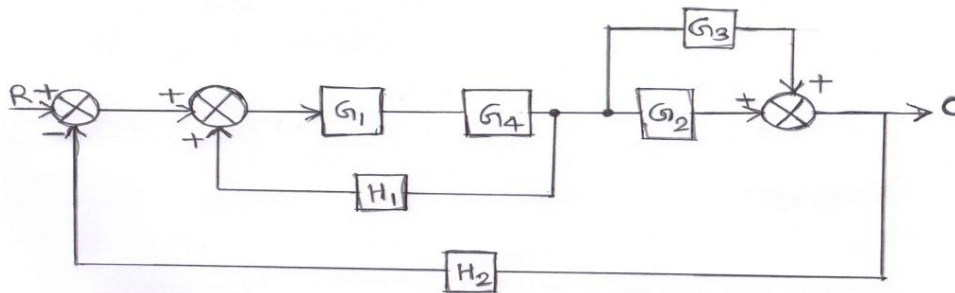 G3
R + + + G1 G4 G2 + + C
- +
H1
H2